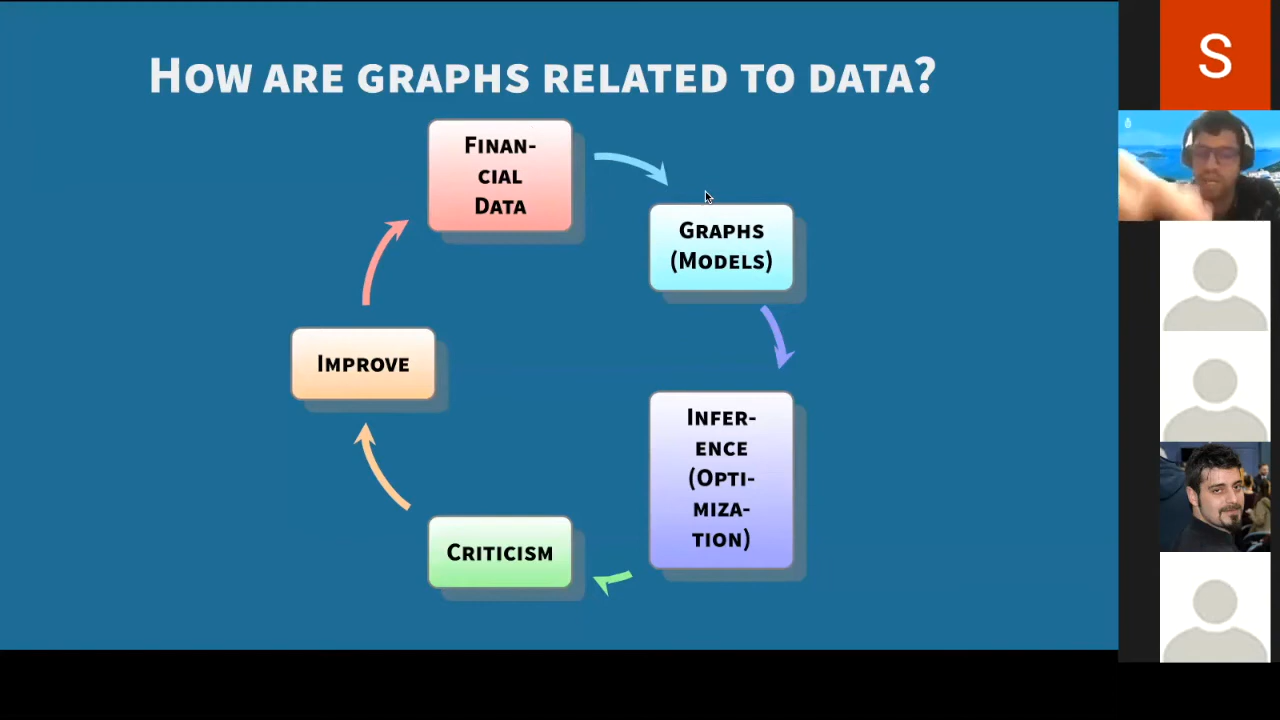 How are graphs related to data?
Finan-
cial
Data
Graphs
(Models)
Infer-
ence
(Opti-
miza-
tion)
Criticism
Improve
S